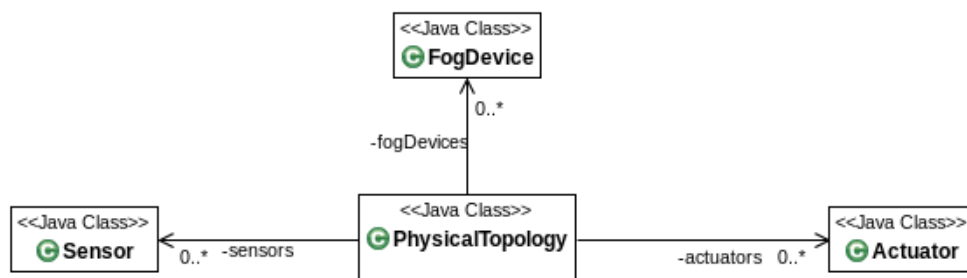 <<Java Class>>
FogDevice
0..*
-fogDevices
<<Java Class>>
PhysicalTopology
<<Java Class>>
Sensor
0..*
-sensors
-actuators
0..*
<<Java Class>>
Actuator